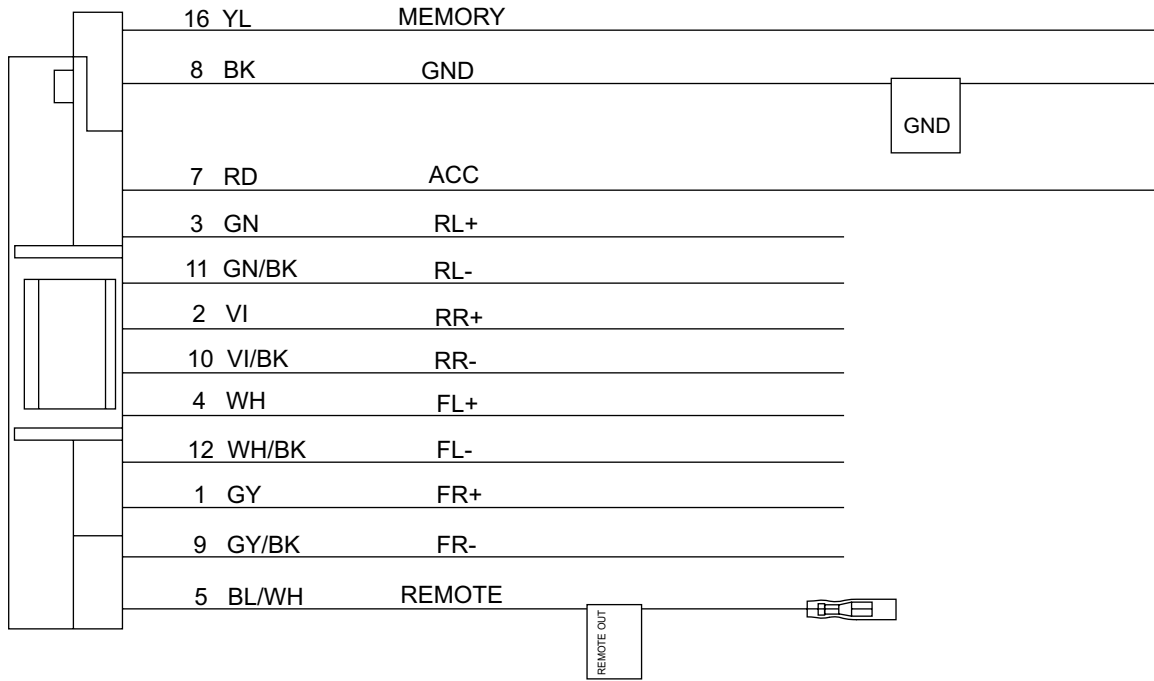 16 YL MEMORY
8 BK GND
GND
7 RD ACC
3 GN RL+
11 GN/BK RL-
2 VI RR+
10 VI/BK RR-
4 WH FL+
12 WH/BK FL-
1 GY FR+
9 GY/BK FR-
5 BL/WH REMOTE
REMOTE OUT